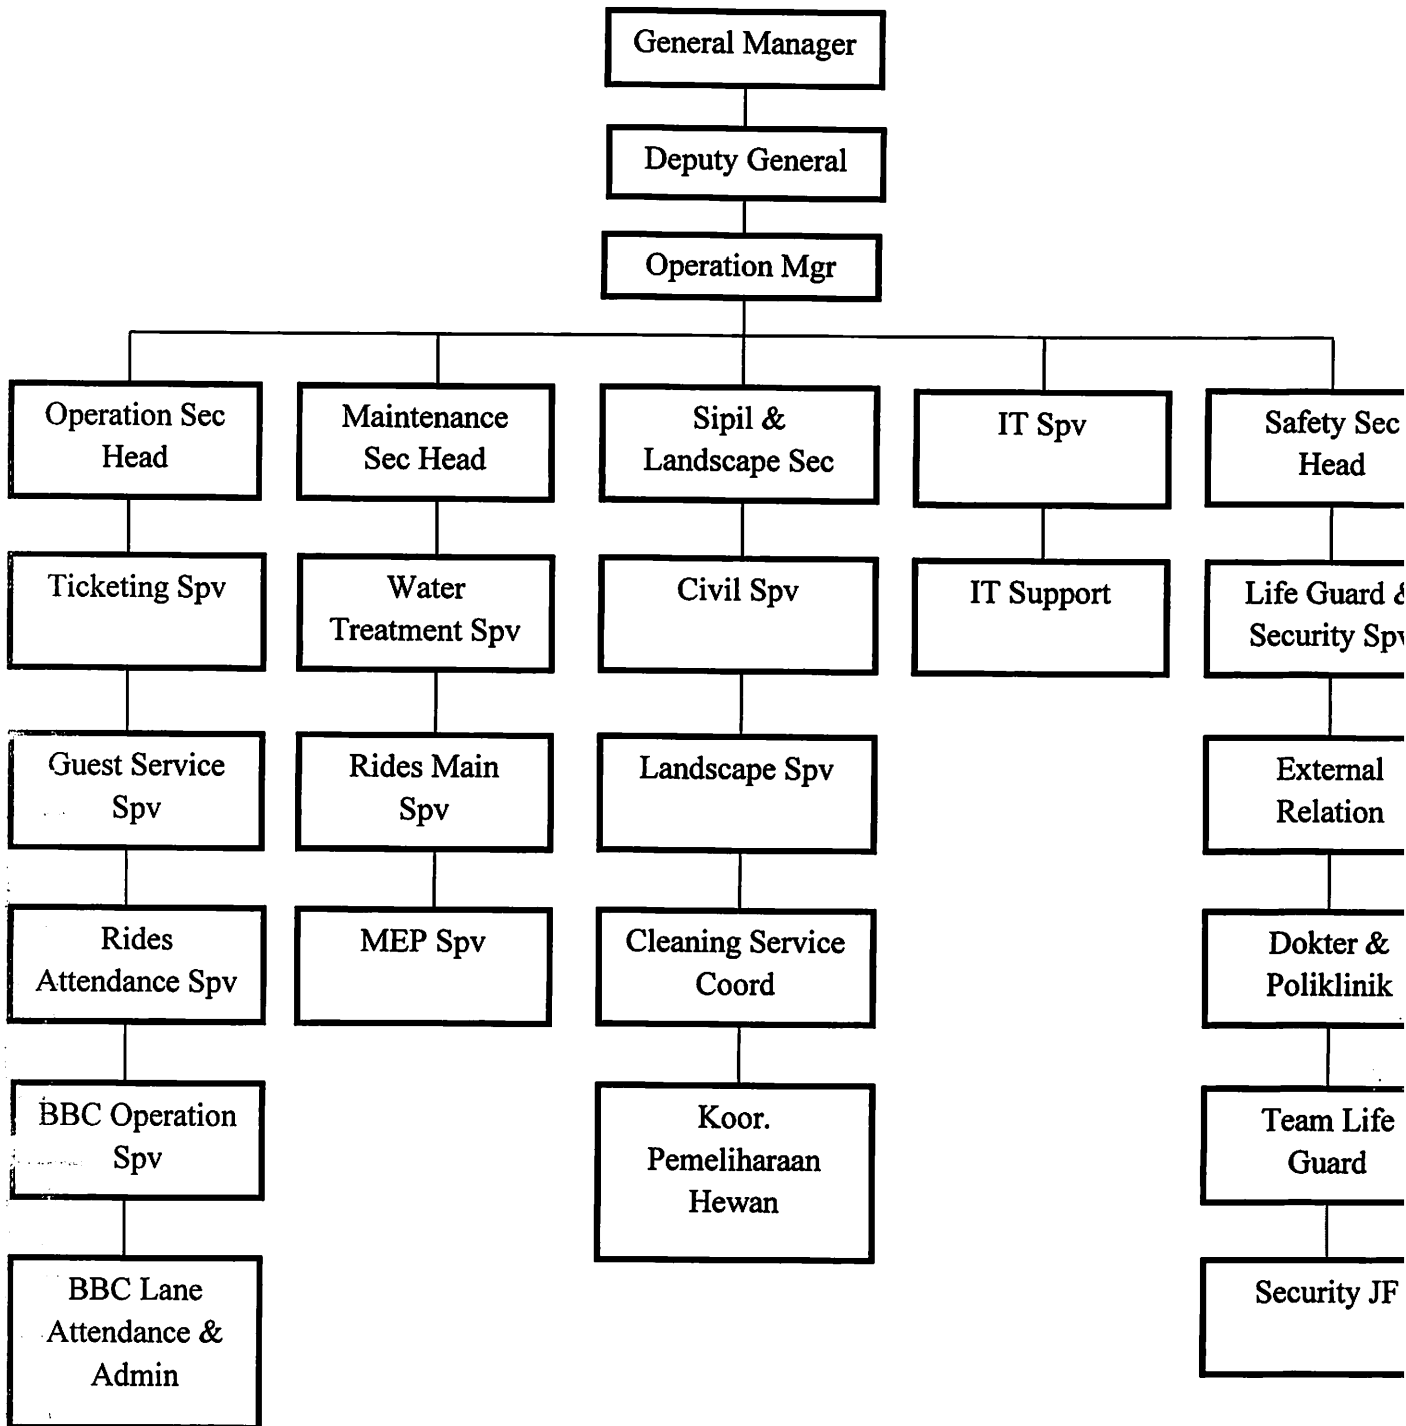 General Manager
Deputy General
Operation Mgr
Operation Sec
Head
Maintenance
Sec Head
Sipil &
Landscape Sec
IT Spv
Safety Sec
Head
Ticketing Spv
Water
Treatment Spv
Civil Spv
IT Support
Life Guard &
Security Spv
Guest Service
Spv
Rides Main
Spv
Landscape Spv
External
Relation
Rides
Attendance Spv
MEP Spv
Cleaning Service
Coord
Dokter &
Poliklinik
BBC Operation
Spv
Koor.
Pemeliharaan
Hewan
Team Life
Guard
BBC Lane
Attendance &
Admin
Security JF